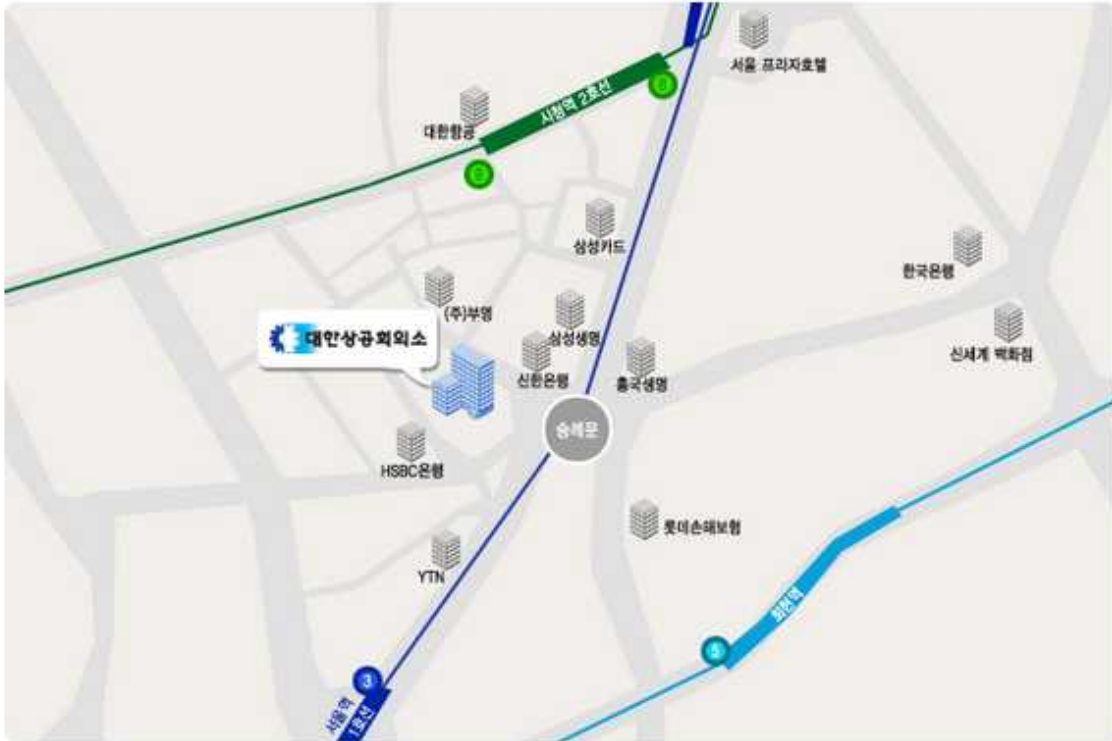 서울 프라자호텔
시청역 2호선
대한항공
삼성카드
한국은행
(주)부영
대한상공회의소
삼성생명
신한은행
흥국생명
신세계 백화점
숭례문
HSBC은행
롯데손해보험
YTN
회현역
5
3
서울역
1호선